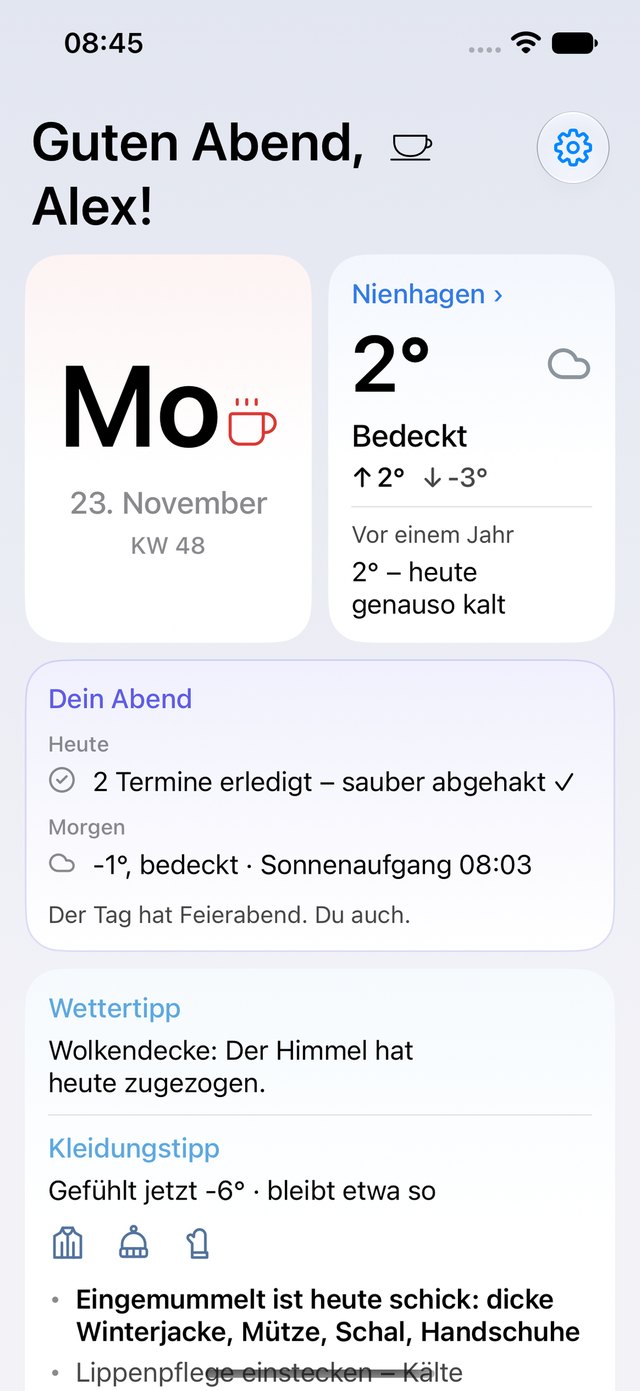 08:45
Guten Abend,
Alex!
Mo
23. November
KW 48
Nienhagen ›
2°
Bedeckt
↑2° ↓-3°
Vor einem Jahr
2° – heute
genauso kalt
Dein Abend
Heute
2 Termine erledigt – sauber abgehakt ✓
Morgen
-1°, bedeckt · Sonnenaufgang 08:03
Der Tag hat Feierabend. Du auch.
Wettertipp
Wolkendecke: Der Himmel hat
heute zugezogen.
Kleidungstipp
Gefühlt jetzt -6° · bleibt etwa so
• Eingemummelt ist heute schick: dicke
Winterjacke, Mütze, Schal, Handschuhe
• Lippenpflege einstecken – Kälte